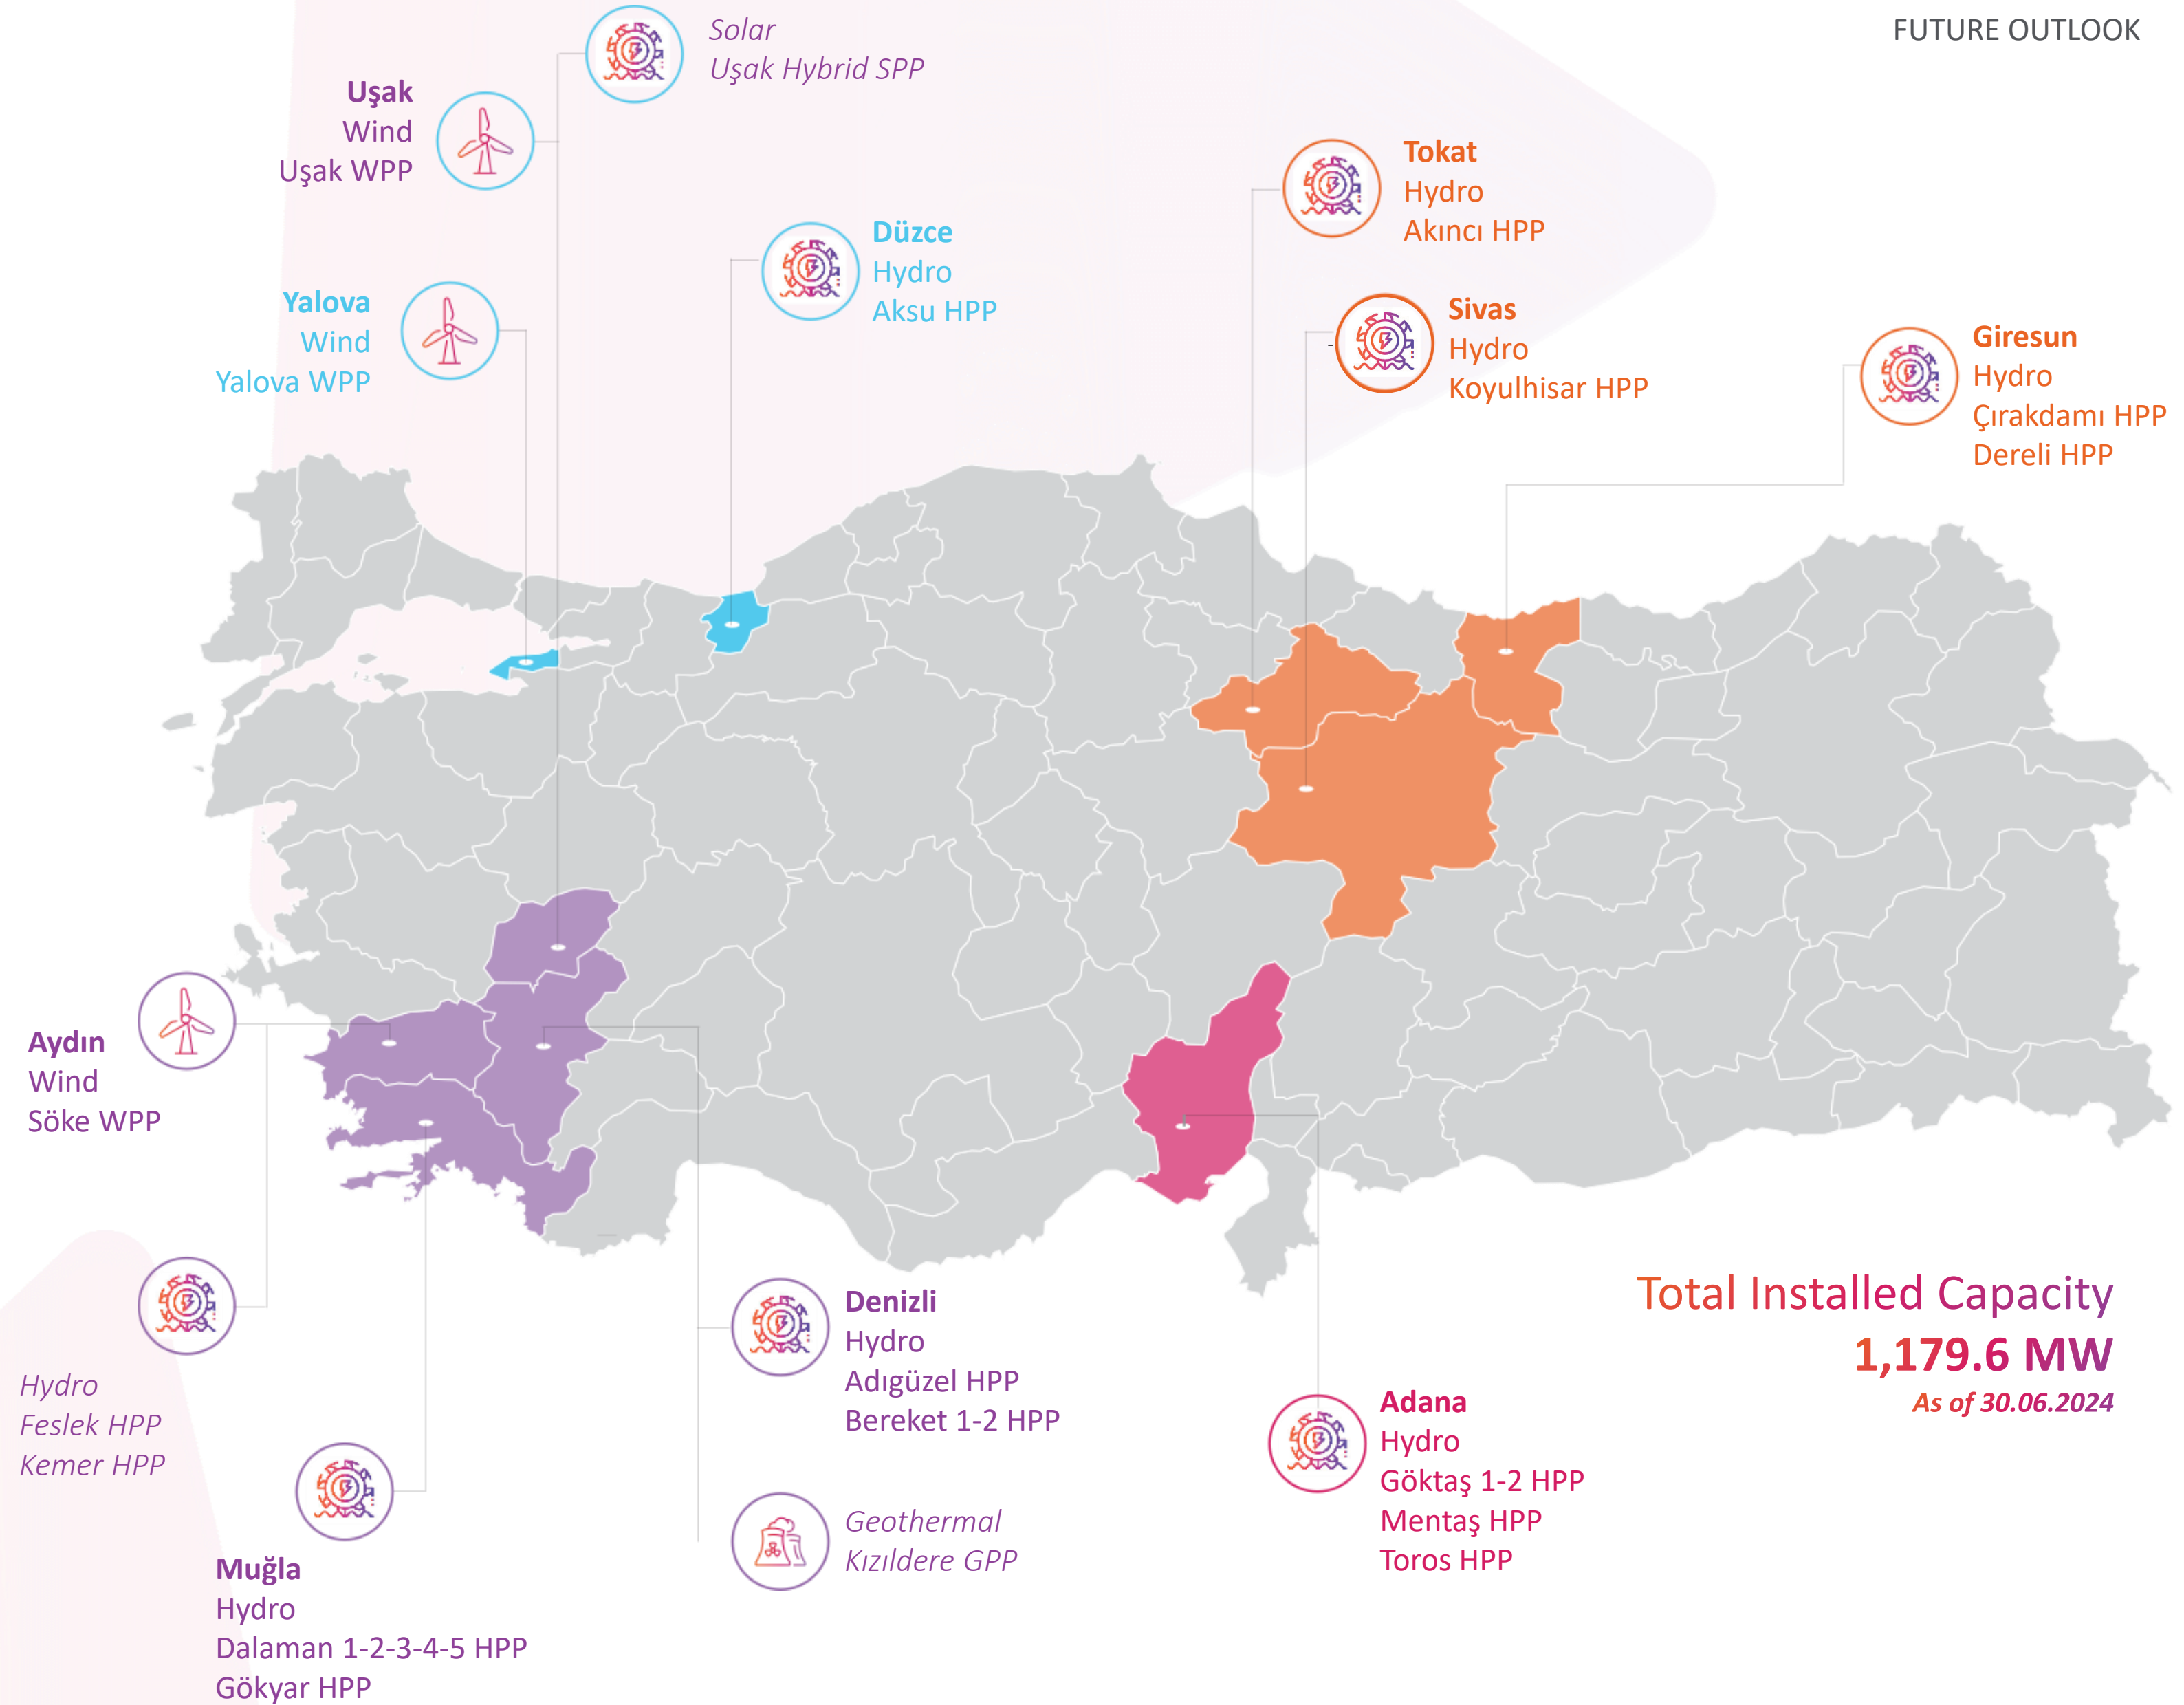 FUTURE OUTLOOK
Solar
Uşak Hybrid SPP
Uşak
Wind
Uşak WPP
Tokat
Hydro
Akıncı HPP
Düzce
Hydro
Aksu HPP
Yalova
Wind
Yalova WPP
Sivas
Hydro
Koyulhisar HPP
Giresun
Hydro
Çırakdamı HPP
Dereli HPP
Aydın
Wind
Söke WPP
Hydro
Feslek HPP
Kemer HPP
Muğla
Hydro
Dalaman 1-2-3-4-5 HPP
Gökyar HPP
Denizli
Hydro
Adıgüzel HPP
Bereket 1-2 HPP
Geothermal
Kızıldere GPP
Adana
Hydro
Göktaş 1-2 HPP
Mentaş HPP
Toros HPP
Total Installed Capacity
1,179.6 MW
As of 30.06.2024